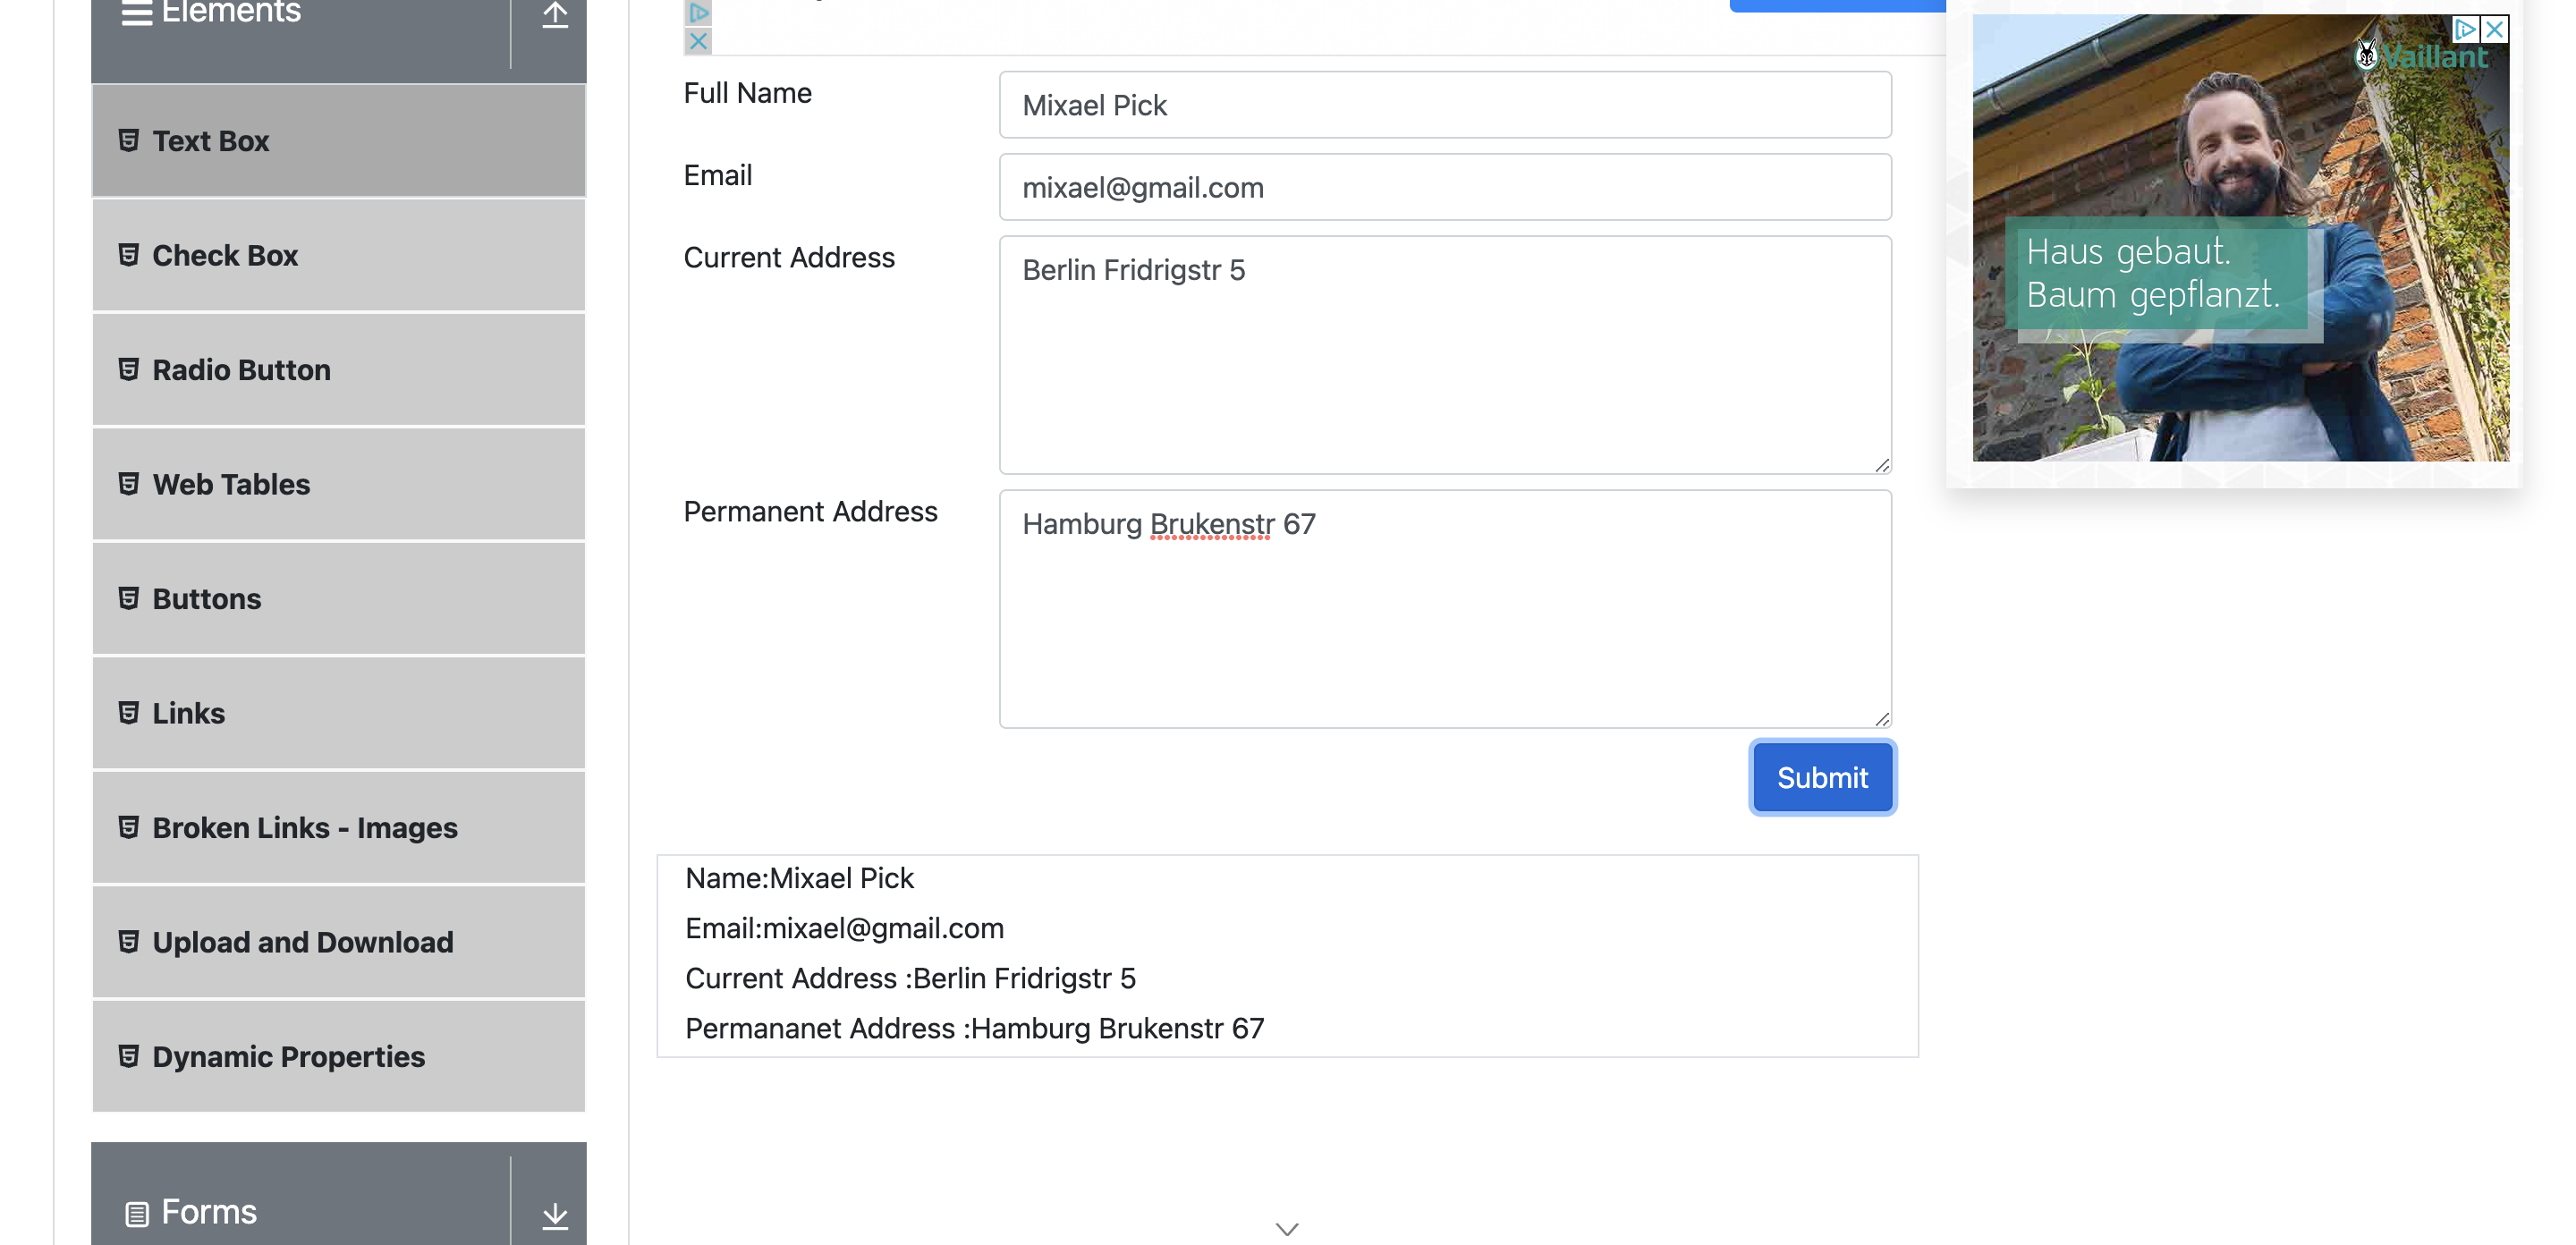 Elements
Text Box
Check Box
Radio Button
Web Tables
Buttons
Links
Broken Links - Images
Upload and Download
Dynamic Properties
Forms
Full Name
Mixael Pick
Email
mixael@gmail.com
Current Address
Berlin Fridrigstr 5
Permanent Address
Hamburg Brukenstr 67
Submit
Name:Mixael Pick
Email:mixael@gmail.com
Current Address :Berlin Fridrigstr 5
Permananet Address :Hamburg Brukenstr 67
Vaillant
Haus gebaut.
Baum gepflanzt.